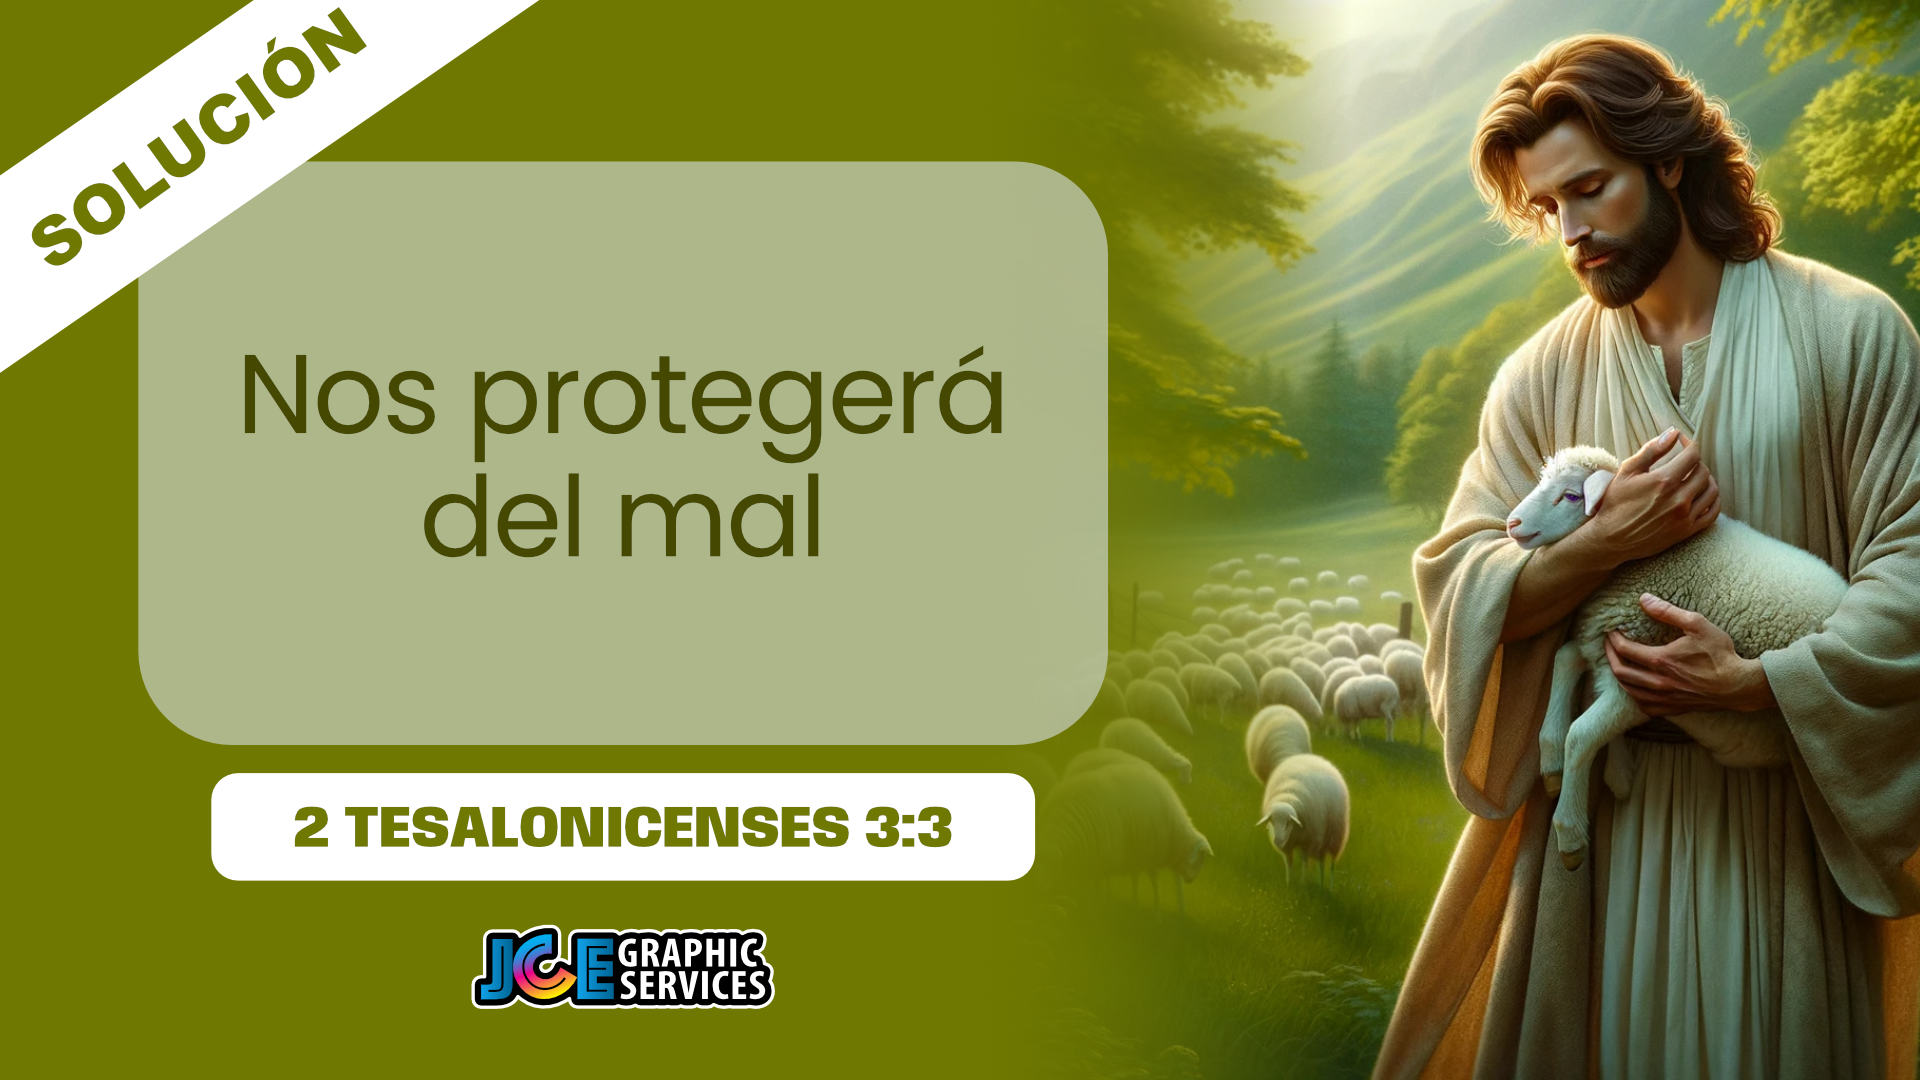 SOLUCIÓN
Nos protegerá
del mal
2 TESALONICENSES 3:3
JCE GRAPHIC
SERVICES